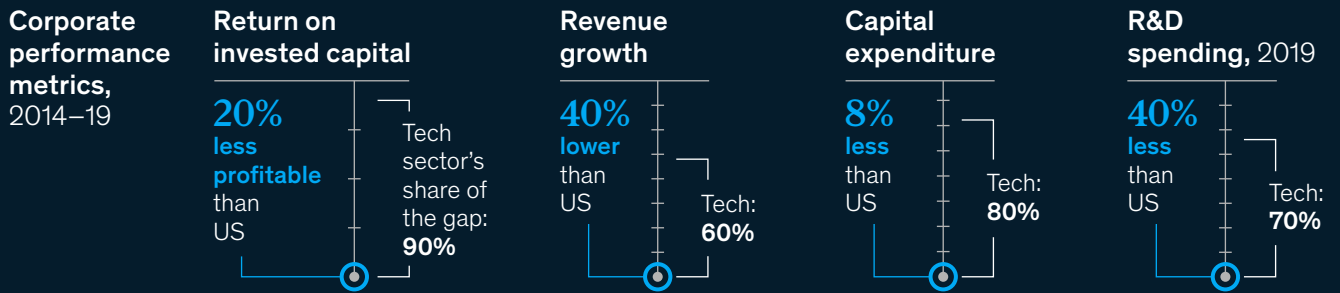 Corporate
performance
metrics,
2014–19
Return on
invested capital
20%
less
profitable
than
US
Tech
sector’s
share of
the gap:
90%
Revenue
growth
40%
lower
than
US
Tech:
60%
Capital
expenditure
8%
less
than
US
Tech:
80%
R&D
spending, 2019
40%
less
than
US
Tech:
70%